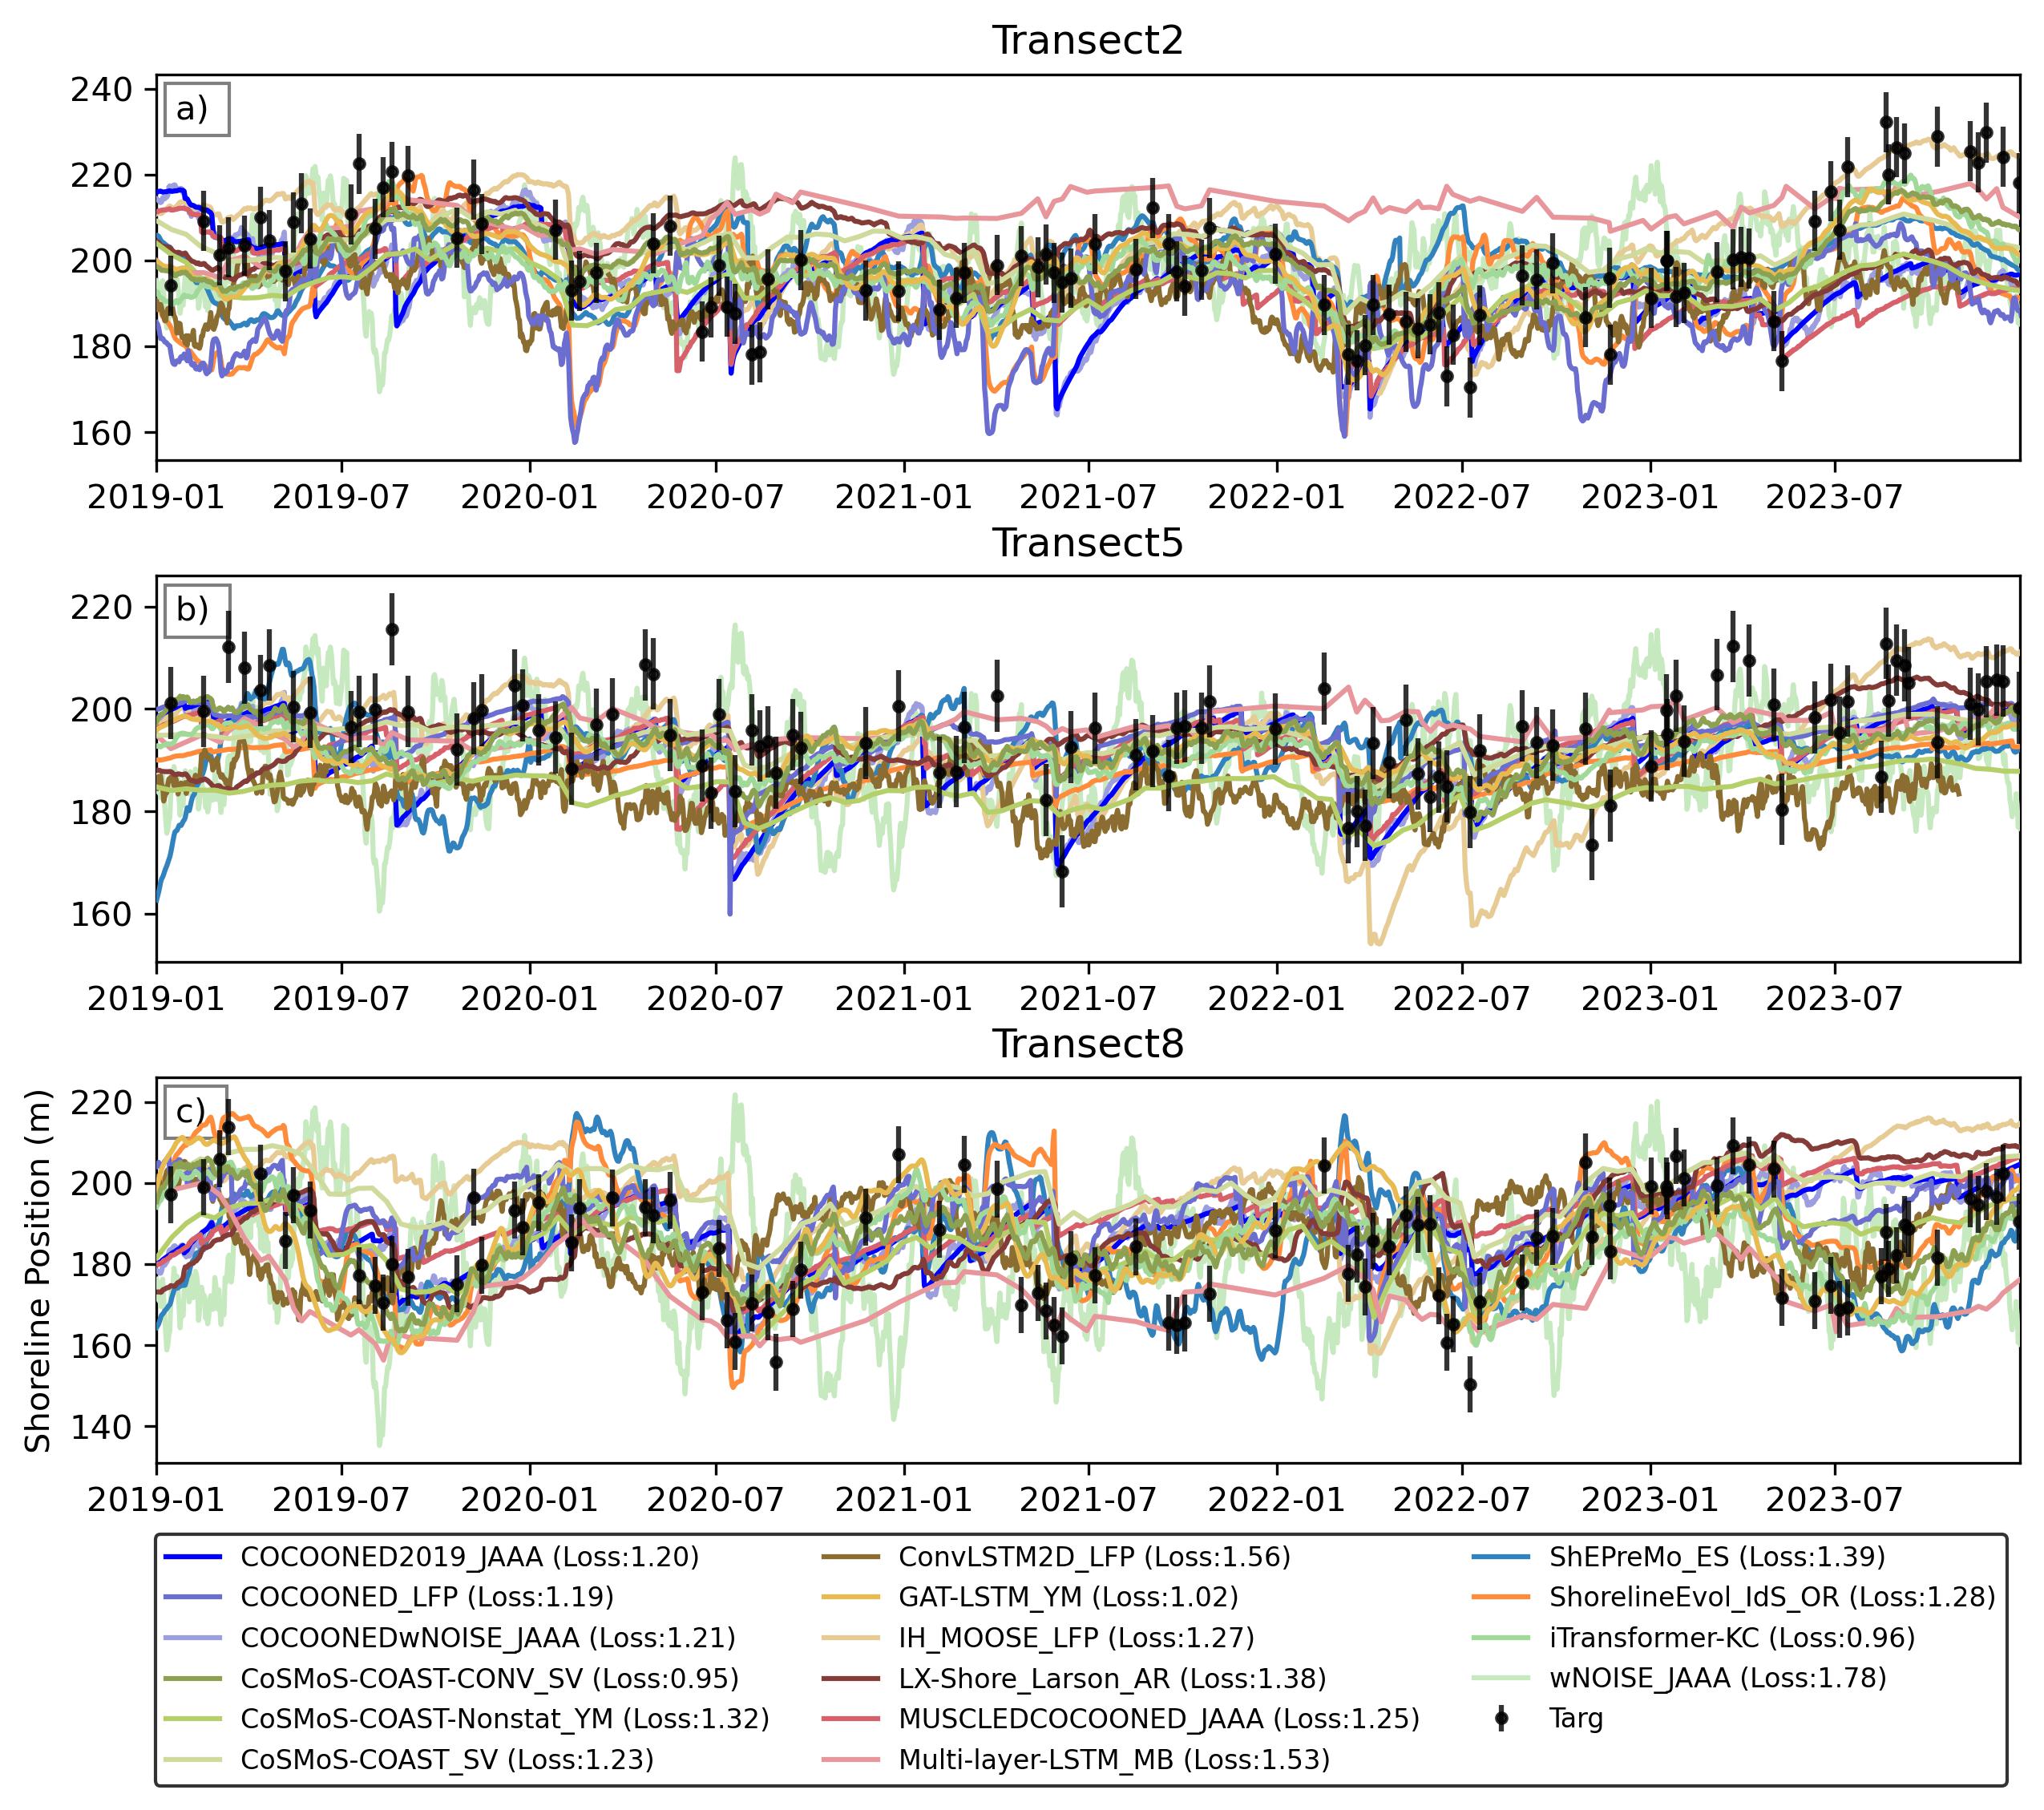 Transect2
a)
240
220
200
180
160
2019-01 2019-07 2020-01 2020-07 2021-01 2021-07 2022-01 2022-07 2023-01 2023-07
Transect5
b)
220
200
180
160
2019-01 2019-07 2020-01 2020-07 2021-01 2021-07 2022-01 2022-07 2023-01 2023-07
Transect8
c)
Shoreline Position (m)
220
200
180
160
140
2019-01 2019-07 2020-01 2020-07 2021-01 2021-07 2022-01 2022-07 2023-01 2023-07
COCOONED2019_JAAA (Loss:1.20)
COCOONED_LFP (Loss:1.19)
COCOONEDwNOISE_JAAA (Loss:1.21)
CoSMoS-COAST-CONV_SV (Loss:0.95)
CoSMoS-COAST-Nonstat_YM (Loss:1.32)
CoSMoS-COAST_SV (Loss:1.23)
ConvLSTM2D_LFP (Loss:1.56)
GAT-LSTM_YM (Loss:1.02)
IH_MOOSE_LFP (Loss:1.27)
LX-Shore_Larson_AR (Loss:1.38)
MUSCLEDCOCOONED_JAAA (Loss:1.25)
Multi-layer-LSTM_MB (Loss:1.53)
ShEPreMo_ES (Loss:1.39)
ShorelineEvol_IdS_OR (Loss:1.28)
iTransformer-KC (Loss:0.96)
wNOISE_JAAA (Loss:1.78)
Targ